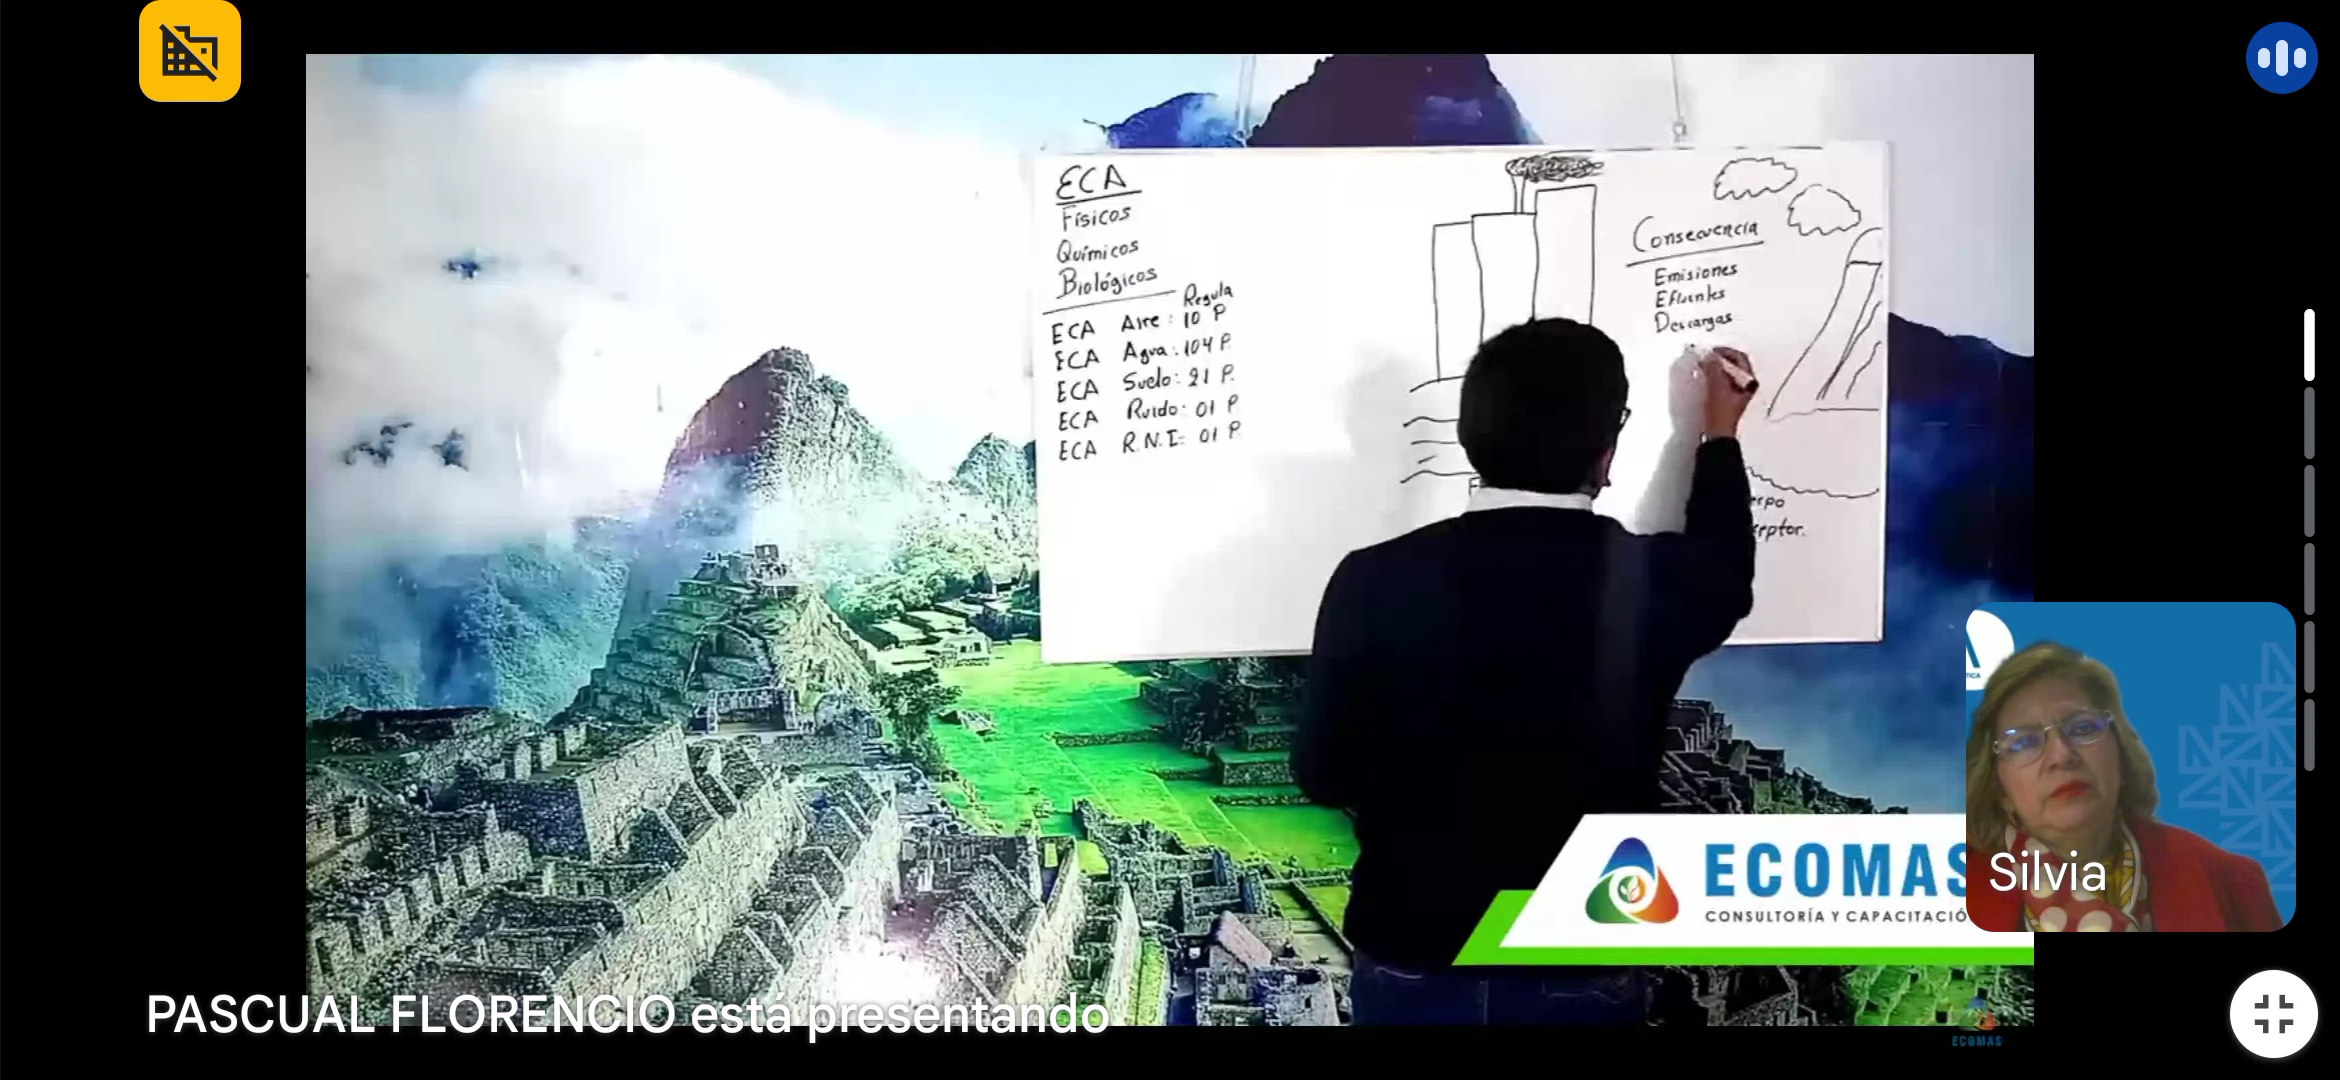 ECA
Físicos
Químicos
Biológicos
Regula
ECA Aire: 10 P
ECA Agua: 104 P.
ECA Suelo: 21 P.
ECA Ruido: 01 P.
ECA R.N.I: 01 P.
Consecuencia
Emisiones
Efluentes
Descargas
ECOMAS
CONSULTORÍA Y CAPACITACIÓ
Silvia
PASCUAL FLORENCIO está presentando
ECOMAS